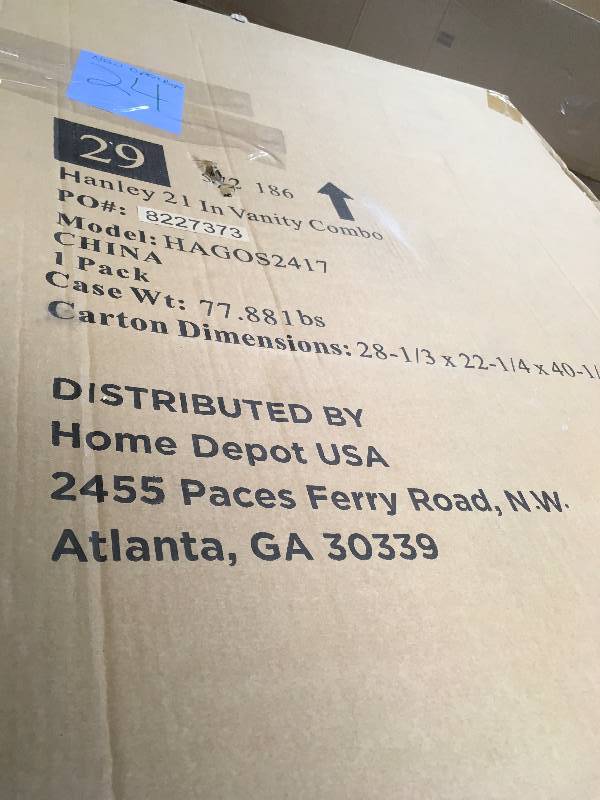 24
29
186
Hanley 21 In Vanity Combo
PO#: 8227373
Model: HAGOS2417
CHINA
1 Pack
Case Wt: 77.88lbs
Carton Dimensions: 28-1/3 x 22-1/4 x 40-1/
DISTRIBUTED BY
Home Depot USA
2455 Paces Ferry Road, N.W.
Atlanta, GA 30339